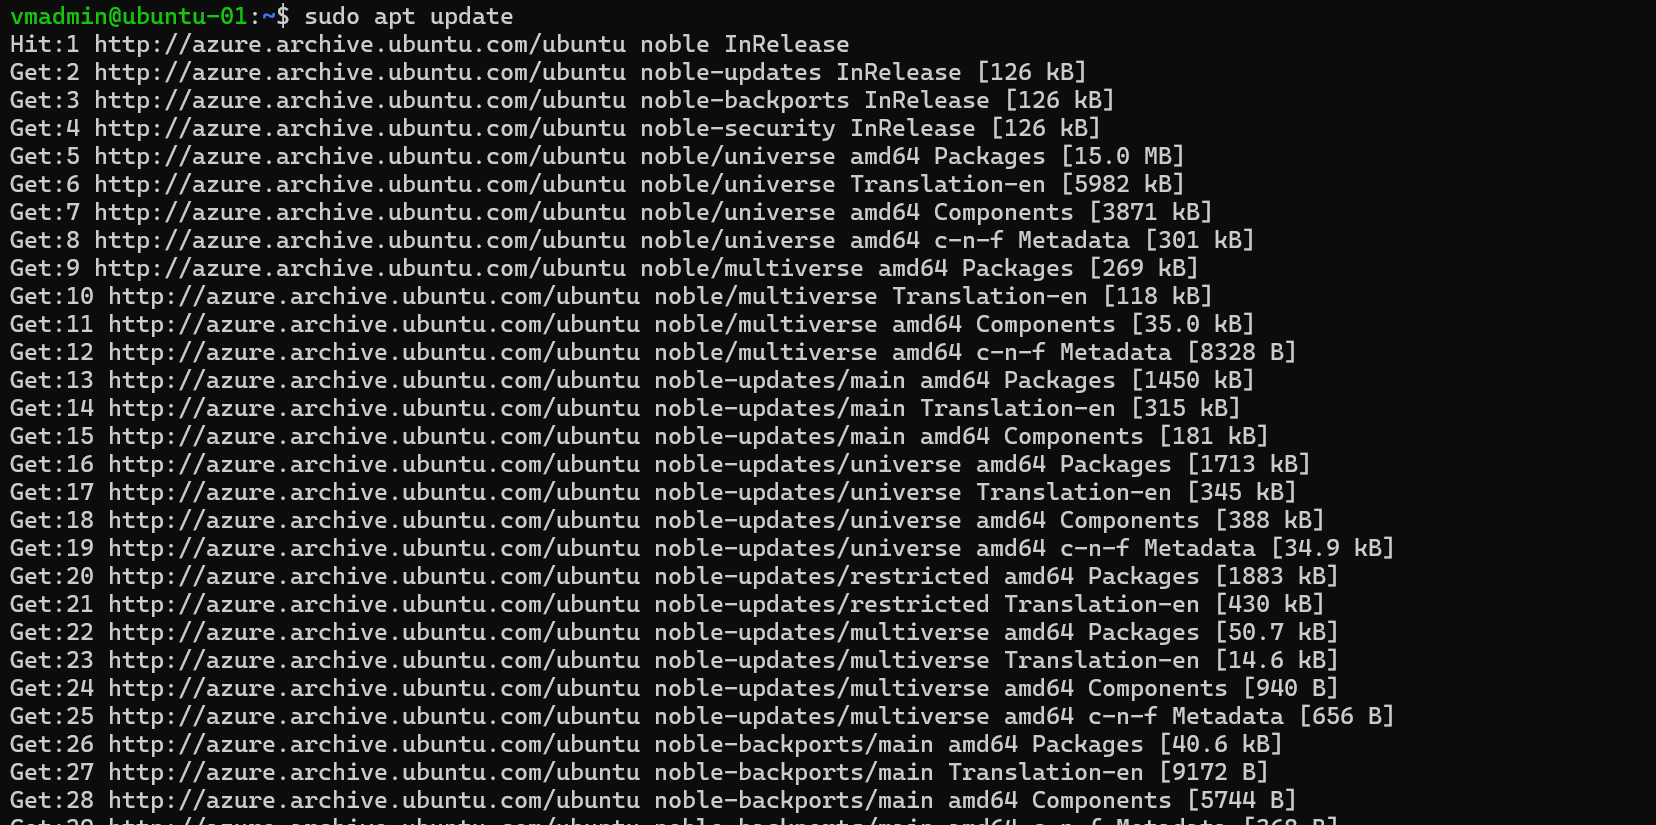 vmadmin@ubuntu-01:~$ sudo apt update
Hit:1 http://azure.archive.ubuntu.com/ubuntu noble InRelease
Get:2 http://azure.archive.ubuntu.com/ubuntu noble-updates InRelease [126 kB]
Get:3 http://azure.archive.ubuntu.com/ubuntu noble-backports InRelease [126 kB]
Get:4 http://azure.archive.ubuntu.com/ubuntu noble-security InRelease [126 kB]
Get:5 http://azure.archive.ubuntu.com/ubuntu noble/universe amd64 Packages [15.0 MB]
Get:6 http://azure.archive.ubuntu.com/ubuntu noble/universe Translation-en [5982 kB]
Get:7 http://azure.archive.ubuntu.com/ubuntu noble/universe amd64 Components [3871 kB]
Get:8 http://azure.archive.ubuntu.com/ubuntu noble/universe amd64 c-n-f Metadata [301 kB]
Get:9 http://azure.archive.ubuntu.com/ubuntu noble/multiverse amd64 Packages [269 kB]
Get:10 http://azure.archive.ubuntu.com/ubuntu noble/multiverse Translation-en [118 kB]
Get:11 http://azure.archive.ubuntu.com/ubuntu noble/multiverse amd64 Components [35.0 kB]
Get:12 http://azure.archive.ubuntu.com/ubuntu noble/multiverse amd64 c-n-f Metadata [8328 B]
Get:13 http://azure.archive.ubuntu.com/ubuntu noble-updates/main amd64 Packages [1450 kB]
Get:14 http://azure.archive.ubuntu.com/ubuntu noble-updates/main Translation-en [315 kB]
Get:15 http://azure.archive.ubuntu.com/ubuntu noble-updates/main amd64 Components [181 kB]
Get:16 http://azure.archive.ubuntu.com/ubuntu noble-updates/universe amd64 Packages [1713 kB]
Get:17 http://azure.archive.ubuntu.com/ubuntu noble-updates/universe Translation-en [345 kB]
Get:18 http://azure.archive.ubuntu.com/ubuntu noble-updates/universe amd64 Components [388 kB]
Get:19 http://azure.archive.ubuntu.com/ubuntu noble-updates/universe amd64 c-n-f Metadata [34.9 kB]
Get:20 http://azure.archive.ubuntu.com/ubuntu noble-updates/restricted amd64 Packages [1883 kB]
Get:21 http://azure.archive.ubuntu.com/ubuntu noble-updates/restricted Translation-en [430 kB]
Get:22 http://azure.archive.ubuntu.com/ubuntu noble-updates/multiverse amd64 Packages [50.7 kB]
Get:23 http://azure.archive.ubuntu.com/ubuntu noble-updates/multiverse Translation-en [14.6 kB]
Get:24 http://azure.archive.ubuntu.com/ubuntu noble-updates/multiverse amd64 Components [940 B]
Get:25 http://azure.archive.ubuntu.com/ubuntu noble-updates/multiverse amd64 c-n-f Metadata [656 B]
Get:26 http://azure.archive.ubuntu.com/ubuntu noble-backports/main amd64 Packages [40.6 kB]
Get:27 http://azure.archive.ubuntu.com/ubuntu noble-backports/main Translation-en [9172 B]
Get:28 http://azure.archive.ubuntu.com/ubuntu noble-backports/main amd64 Components [5744 B]